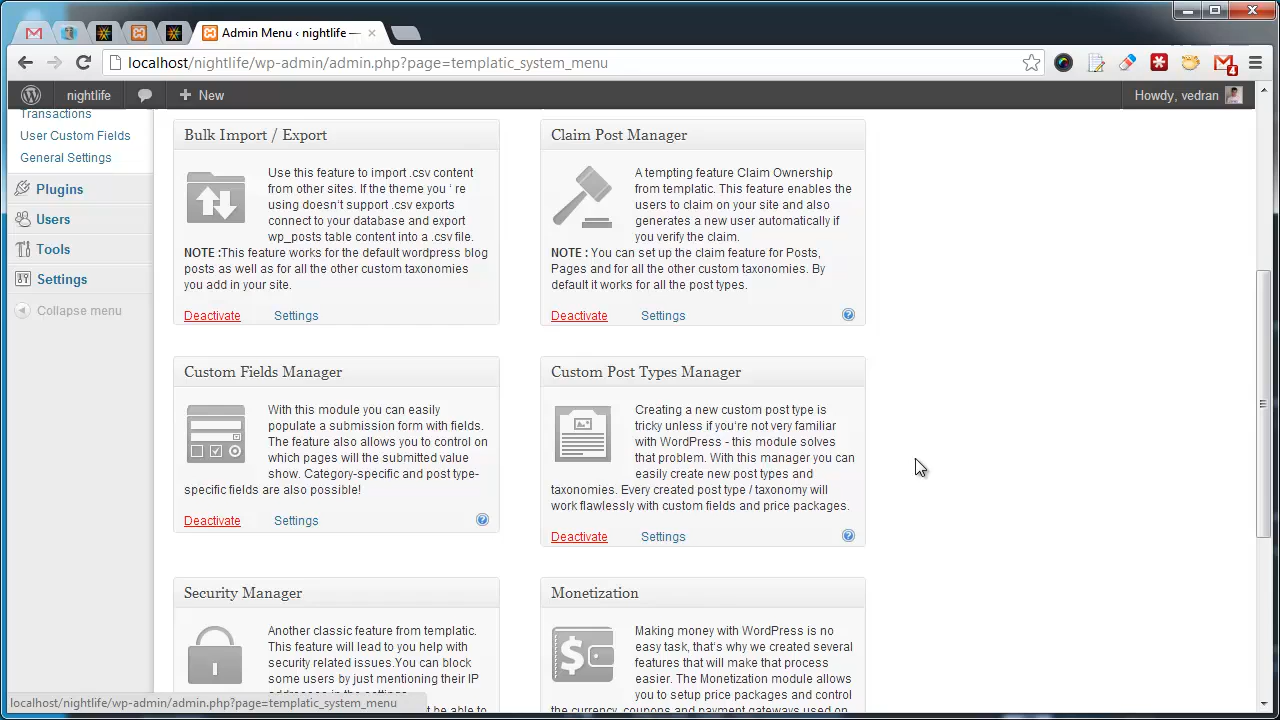 Admin Menu ‹ nightlife —
localhost/nightlife/wp-admin/admin.php?page=templatic_system_menu
4
nightlife
New
Howdy, vedran
Transactions
User Custom Fields
General Settings
Plugins
Users
Tools
Settings
Collapse menu
Bulk Import / Export
Use this feature to import .csv content
from other sites. If the theme you ' re
using doesn't support .csv exports
connect to your database and export
wp_posts table content into a .csv file.
NOTE :This feature works for the default wordpress blog
posts as well as for all the other custom taxonomies
you add in your site.
Deactivate Settings
Claim Post Manager
A tempting feature Claim Ownership
from templatic. This feature enables the
users to claim on your site and also
generates a new user automatically if
you verify the claim.
NOTE : You can set up the claim feature for Posts,
Pages and for all the other custom taxonomies. By
default it works for all the post types.
Deactivate Settings ?
Custom Fields Manager
With this module you can easily
populate a submission form with fields.
The feature also allows you to control on
which pages will the submitted value
show. Category-specific and post type-
specific fields are also possible!
Deactivate Settings ?
Custom Post Types Manager
Creating a new custom post type is
tricky unless if you're not very familiar
with WordPress - this module solves
that problem. With this manager you can
easily create new post types and
taxonomies. Every created post type / taxonomy will
work flawlessly with custom fields and price packages.
Deactivate Settings ?
Security Manager
Another classic feature from templatic.
This feature will lead to you help with
security related issues.You can block
some users by just mentioning their IP
Monetization
$
Making money with WordPress is no
easy task, that's why we created several
features that will make that process
easier. The Monetization module allows
you to setup price packages and control
the currency, coupons and payment gateways used on
localhost/nightlife/wp-admin/admin.php?page=templatic_system_menu